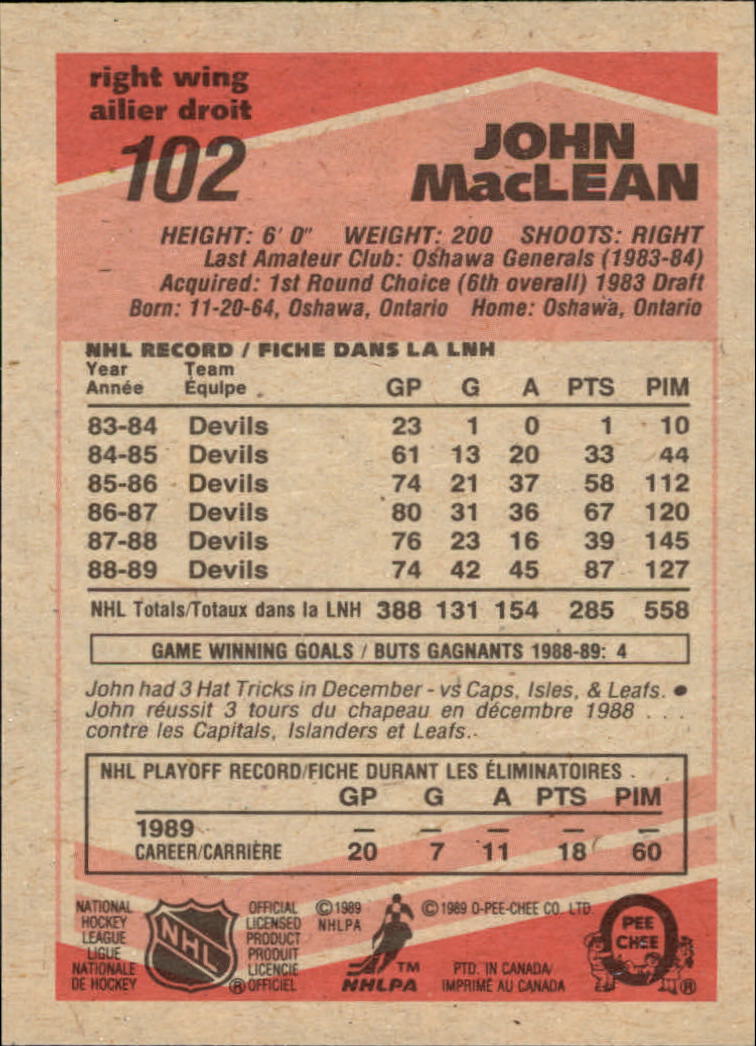 right wing
ailier droit
102
JOHN
MacLEAN
HEIGHT: 6' 0" WEIGHT: 200 SHOOTS: RIGHT
Last Amateur Club: Oshawa Generals (1983-84)
Acquired: 1st Round Choice (6th overall) 1983 Draft
Born: 11-20-64, Oshawa, Ontario Home: Oshawa, Ontario
NHL RECORD / FICHE DANS LA LNH
Year Team
Année Équipe GP G A PTS PIM
83-84 Devils 23 1 0 1 10
84-85 Devils 61 13 20 33 44
85-86 Devils 74 21 37 58 112
86-87 Devils 80 31 36 67 120
87-88 Devils 76 23 16 39 145
88-89 Devils 74 42 45 87 127
NHL Totals/Totaux dans la LNH 388 131 154 285 558
GAME WINNING GOALS / BUTS GAGNANTS 1988-89: 4
John had 3 Hat Tricks in December - vs Caps, Isles, & Leafs. ●
John réussit 3 tours du chapeau en décembre 1988 . . .
contre les Capitals, Islanders et Leafs..
NHL PLAYOFF RECORD/FICHE DURANT LES ÉLIMINATOIRES
GP G A PTS PIM
1989 — — — — —
CAREER/CARRIÈRE 20 7 11 18 60
NATIONAL
HOCKEY
LEAGUE
LIGUE
NATIONALE
DE HOCKEY
NHL
®
OFFICIAL
LICENSED
PRODUCT
PRODUIT
LICENCIE
OFFICIEL
©1989
NHLPA
TM
NHLPA
©1989 O-PEE-CHEE CO. LTD.
PTD. IN CANADA/
IMPRIMÉ AU CANADA
PEE
CHEE
®